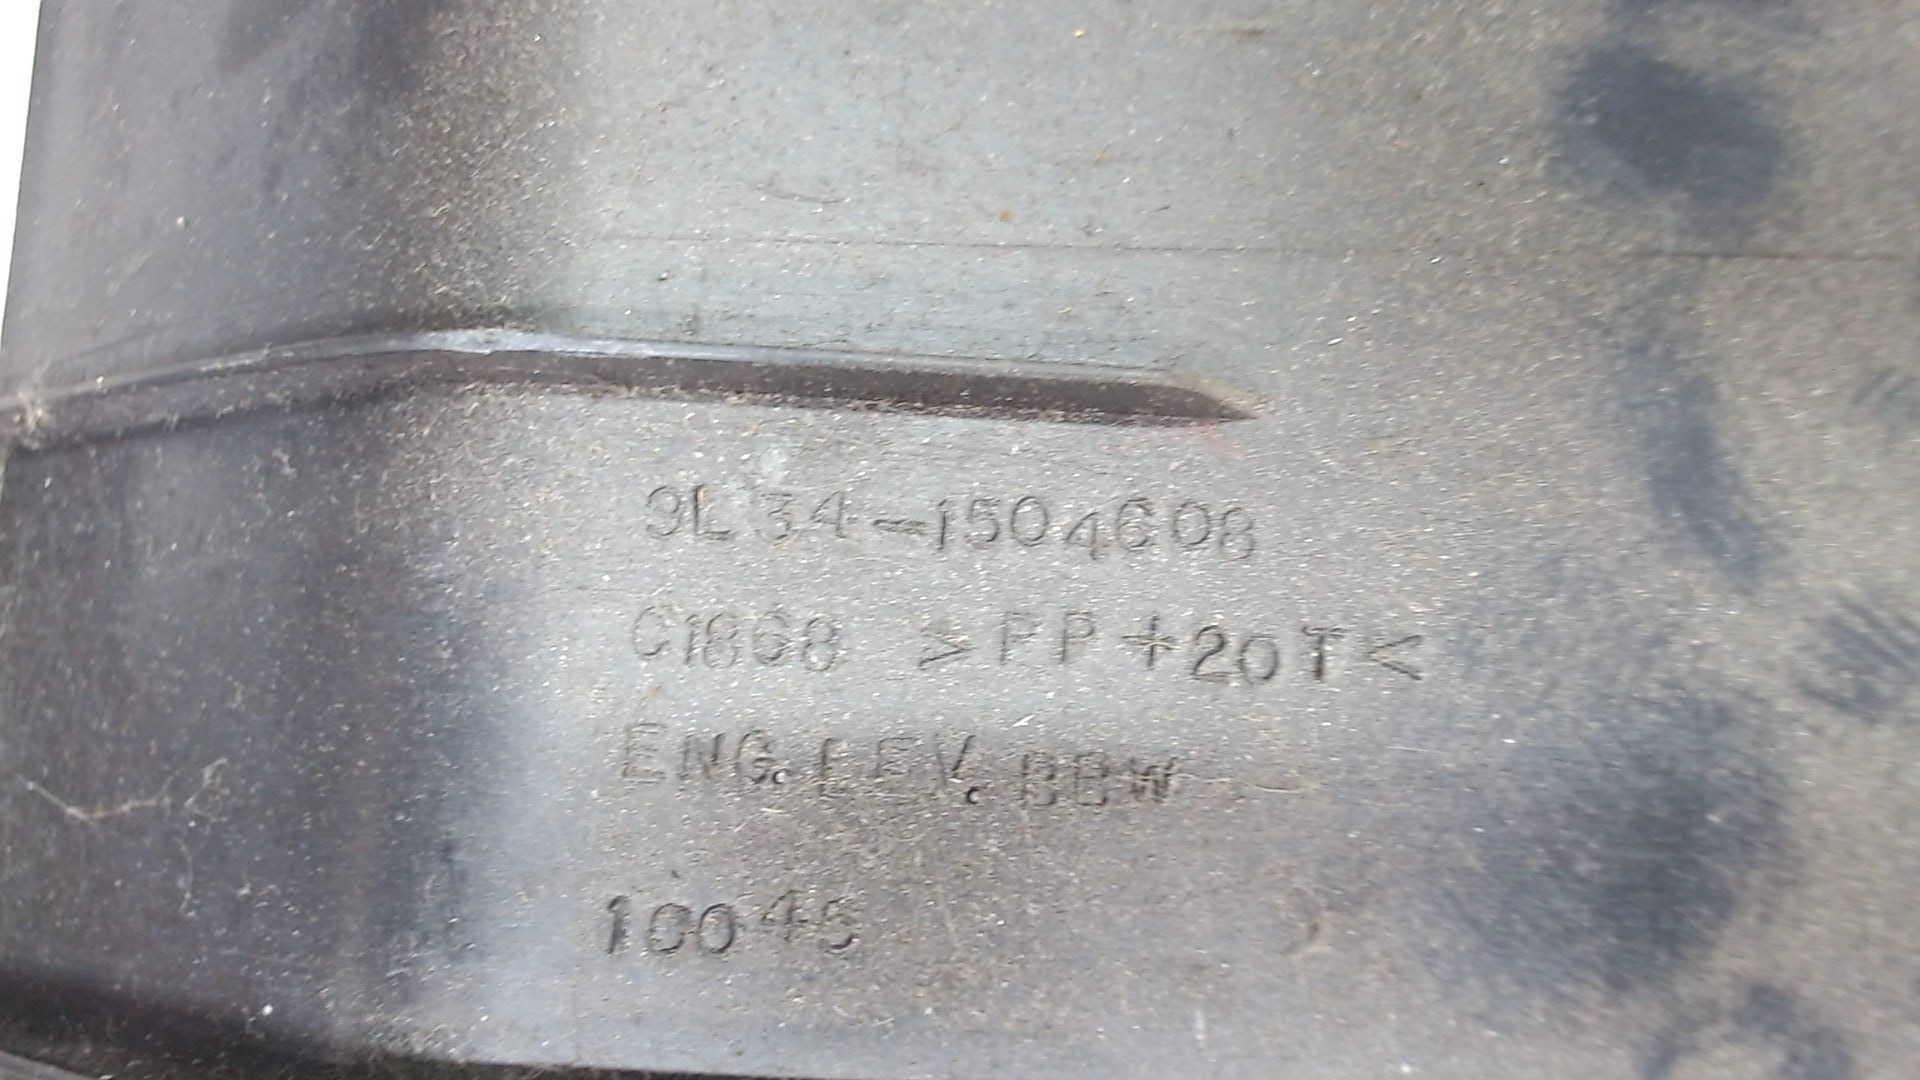 9L34-1504608
C1868 >PP+20T<
ENG. LEV. BBW
10046